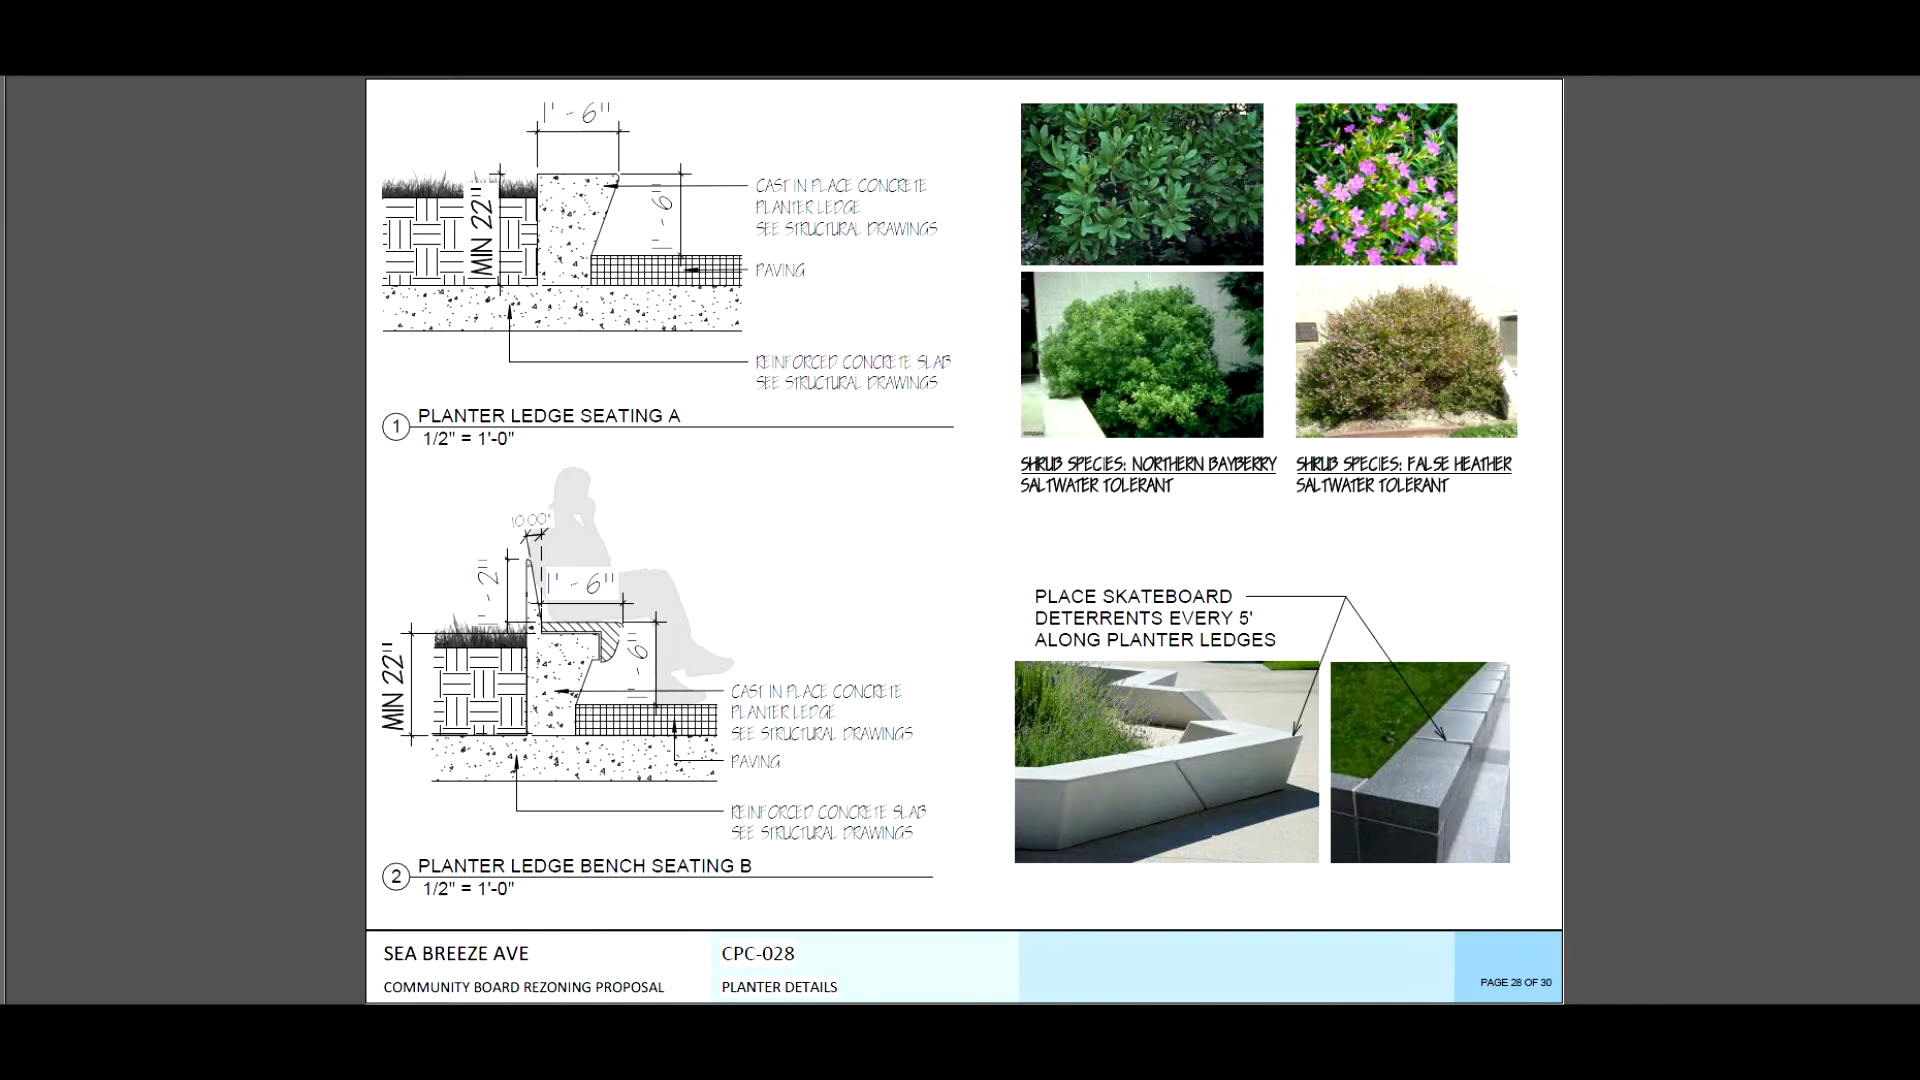 1' - 6"
MIN 22"
1' - 6"
CAST IN PLACE CONCRETE
PLANTER LEDGE
SEE STRUCTURAL DRAWINGS
PAVING
REINFORCED CONCRETE SLAB
SEE STRUCTURAL DRAWINGS
1
PLANTER LEDGE SEATING A
1/2" = 1'-0"
10.00°
1' - 2"
1' - 6"
MIN 22"
1' - 6"
CAST IN PLACE CONCRETE
PLANTER LEDGE
SEE STRUCTURAL DRAWINGS
PAVING
REINFORCED CONCRETE SLAB
SEE STRUCTURAL DRAWINGS
2
PLANTER LEDGE BENCH SEATING B
1/2" = 1'-0"
SHRUB SPECIES: NORTHERN BAYBERRY
SALTWATER TOLERANT
SHRUB SPECIES: FALSE HEATHER
SALTWATER TOLERANT
PLACE SKATEBOARD
DETERRENTS EVERY 5'
ALONG PLANTER LEDGES
SEA BREEZE AVE
COMMUNITY BOARD REZONING PROPOSAL
CPC-028
PLANTER DETAILS
PAGE 28 OF 30